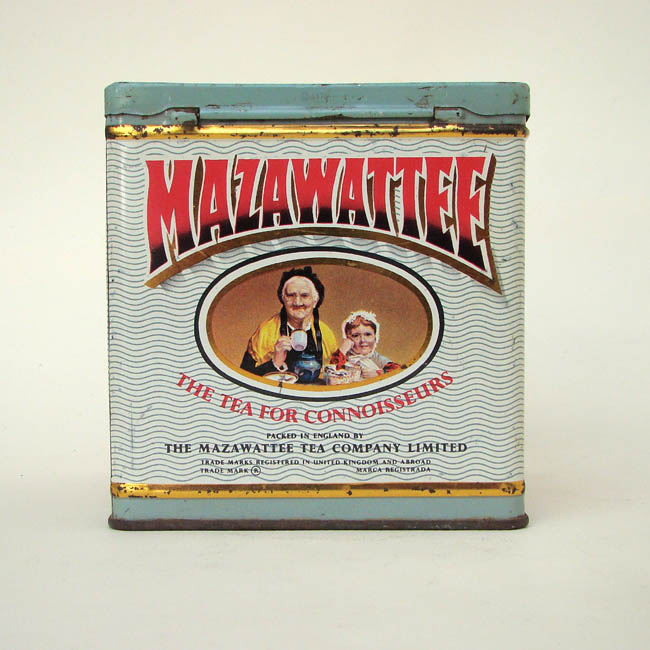 MAZAWATTEE
THE TEA FOR CONNOISSEURS
PACKED IN ENGLAND BY
THE MAZAWATTEE TEA COMPANY LIMITED
TRADE MARKS REGISTERED IN UNITED KINGDOM AND ABROAD
TRADE MARK ® MARCA REGISTRADA